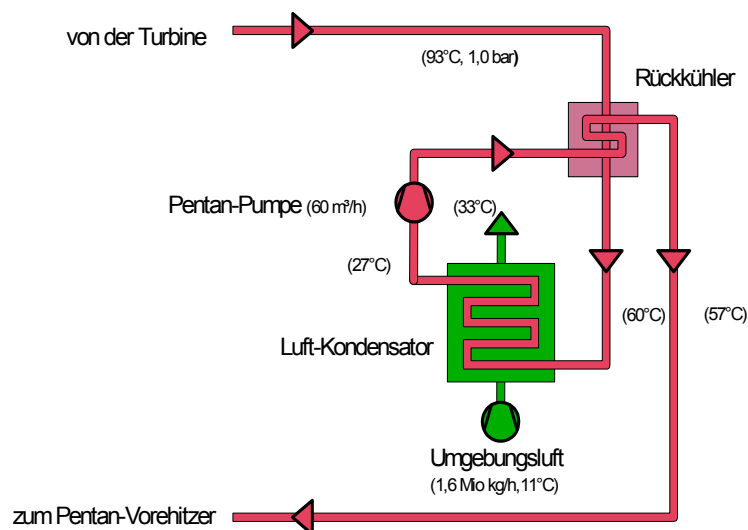 von der Turbine
(93°C, 1,0 bar)
Rückkühler
Pentan-Pumpe (60 m³/h)
(33°C)
(27°C)
(60°C)
(57°C)
Luft-Kondensator
Umgebungsluft
(1,6 Mio kg/h, 11°C)
zum Pentan-Vorehitzer